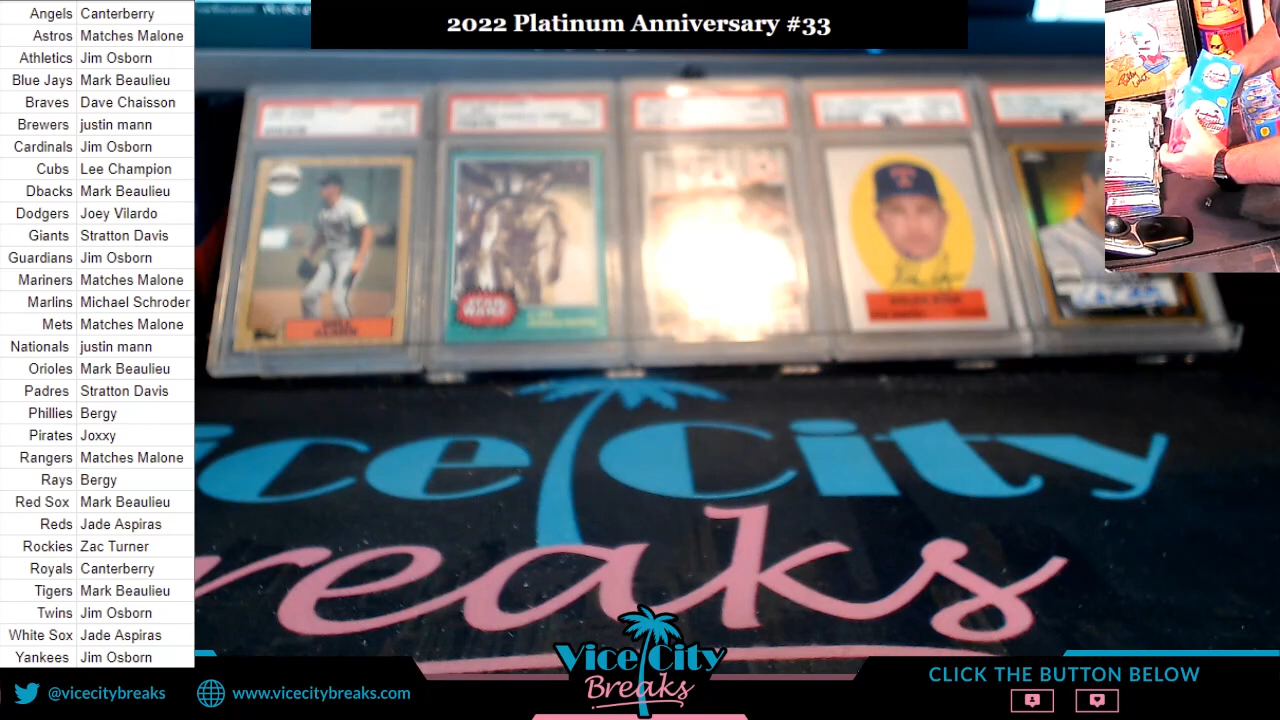 2022 Platinum Anniversary #33
Angels Canterberry
Astros Matches Malone
Athletics Jim Osborn
Blue Jays Mark Beaulieu
Braves Dave Chaisson
Brewers justin mann
Cardinals Jim Osborn
Cubs Lee Champion
Dbacks Mark Beaulieu
Dodgers Joey Vilardo
Giants Stratton Davis
Guardians Jim Osborn
Mariners Matches Malone
Marlins Michael Schroder
Mets Matches Malone
Nationals justin mann
Orioles Mark Beaulieu
Padres Stratton Davis
Phillies Bergy
Pirates Joxxy
Rangers Matches Malone
Rays Bergy
Red Sox Mark Beaulieu
Reds Jade Aspiras
Rockies Zac Turner
Royals Canterberry
Tigers Mark Beaulieu
Twins Jim Osborn
White Sox Jade Aspiras
Yankees Jim Osborn
STAR
WARS
T
ice City
reaks
Vice City
Breaks
@vicecitybreaks
www.vicecitybreaks.com
CLICK THE BUTTON BELOW